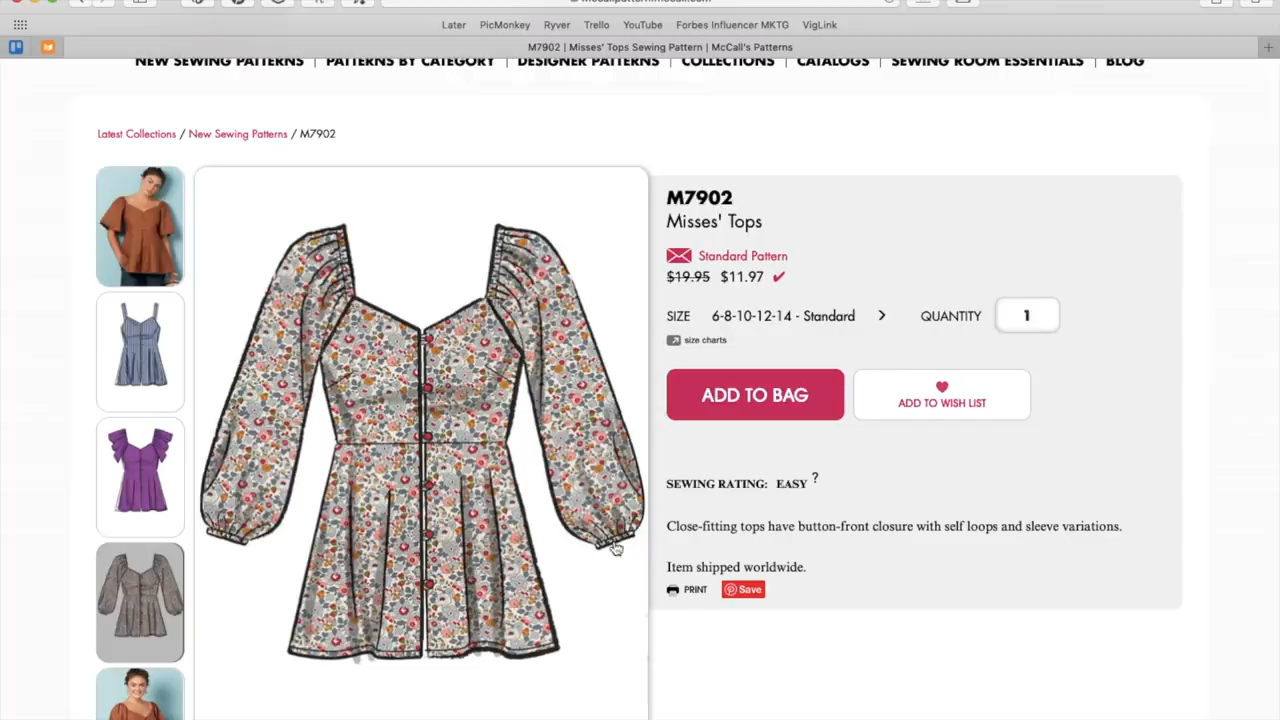 Later PicMonkey Ryver Trello YouTube Forbes Influencer MKTG VigLink
M7902 | Misses' Tops Sewing Pattern | McCall's Patterns
NEW SEWING PATTERNS | PATTERNS BY CATEGORY | DESIGNER PATTERNS | COLLECTIONS | CATALOGS | SEWING ROOM ESSENTIALS | BLOG
Latest Collections / New Sewing Patterns / M7902
M7902
Misses' Tops
Standard Pattern
$19.95 $11.97
SIZE 6-8-10-12-14 - Standard > QUANTITY 1
size charts
ADD TO BAG
ADD TO WISH LIST
SEWING RATING: EASY ?
Close-fitting tops have button-front closure with self loops and sleeve variations.
Item shipped worldwide.
PRINT Save